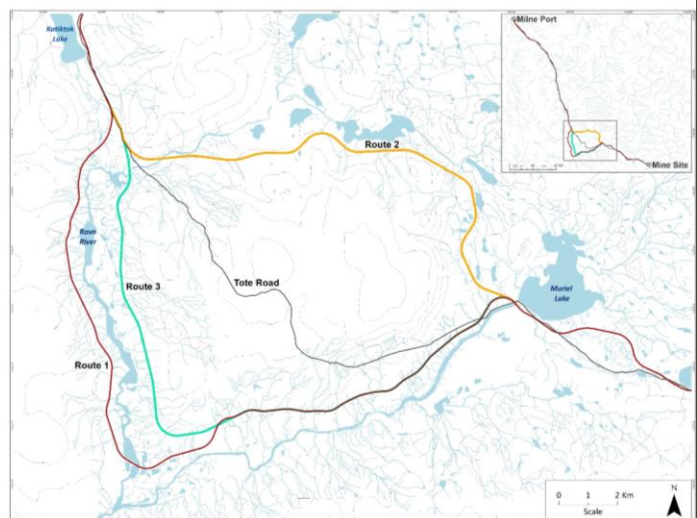 Katiktok
Lake
Milne Port
Mine Site
Route 2
Ravn
River
Tote Road
Muriel
Lake
Route 3
Route 1
N
0 1 2 Km
Scale